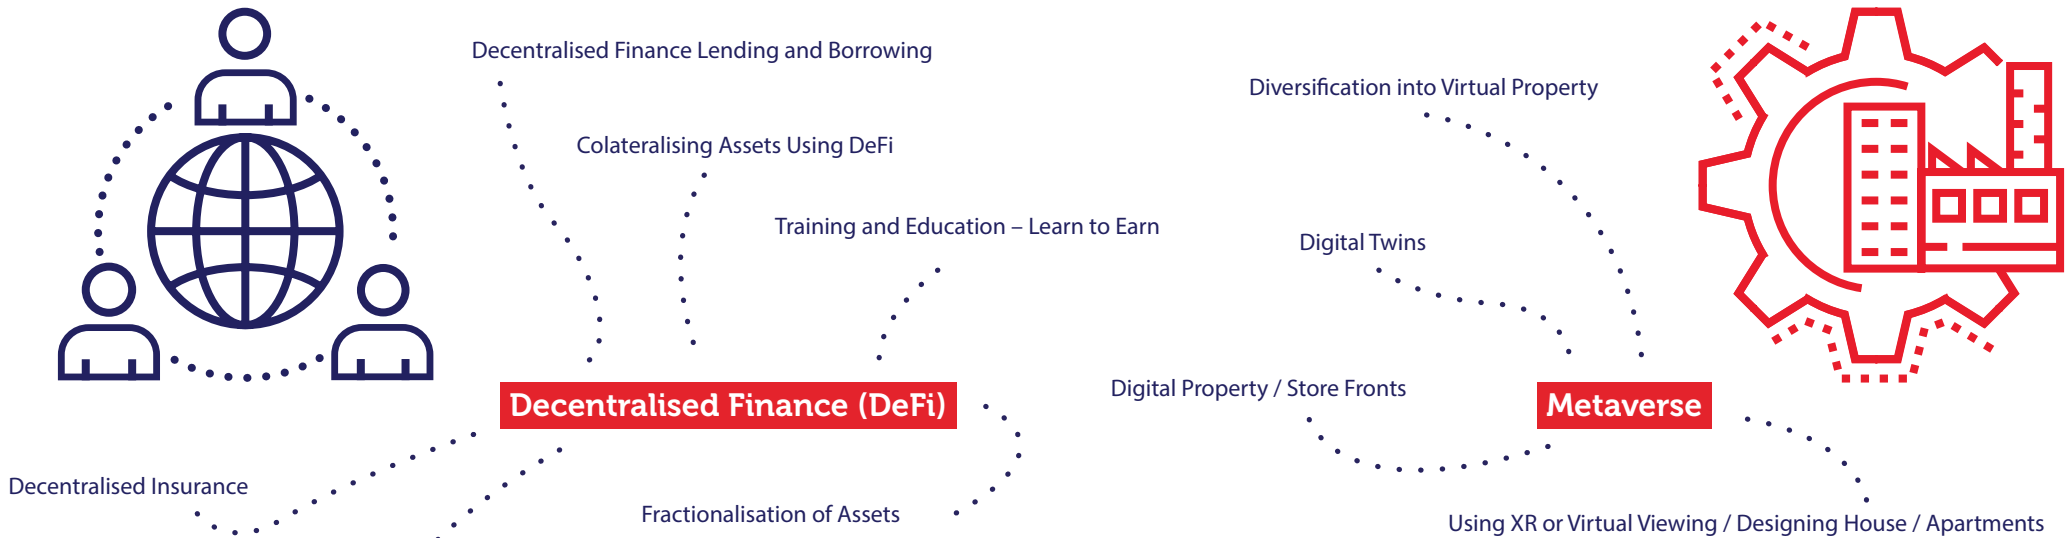 Decentralised Finance Lending and Borrowing
Colateralising Assets Using DeFi
Training and Education – Learn to Earn
Decentralised Finance (DeFi)
Decentralised Insurance
Fractionalisation of Assets
Diversification into Virtual Property
Digital Twins
Digital Property / Store Fronts
Metaverse
Using XR or Virtual Viewing / Designing House / Apartments